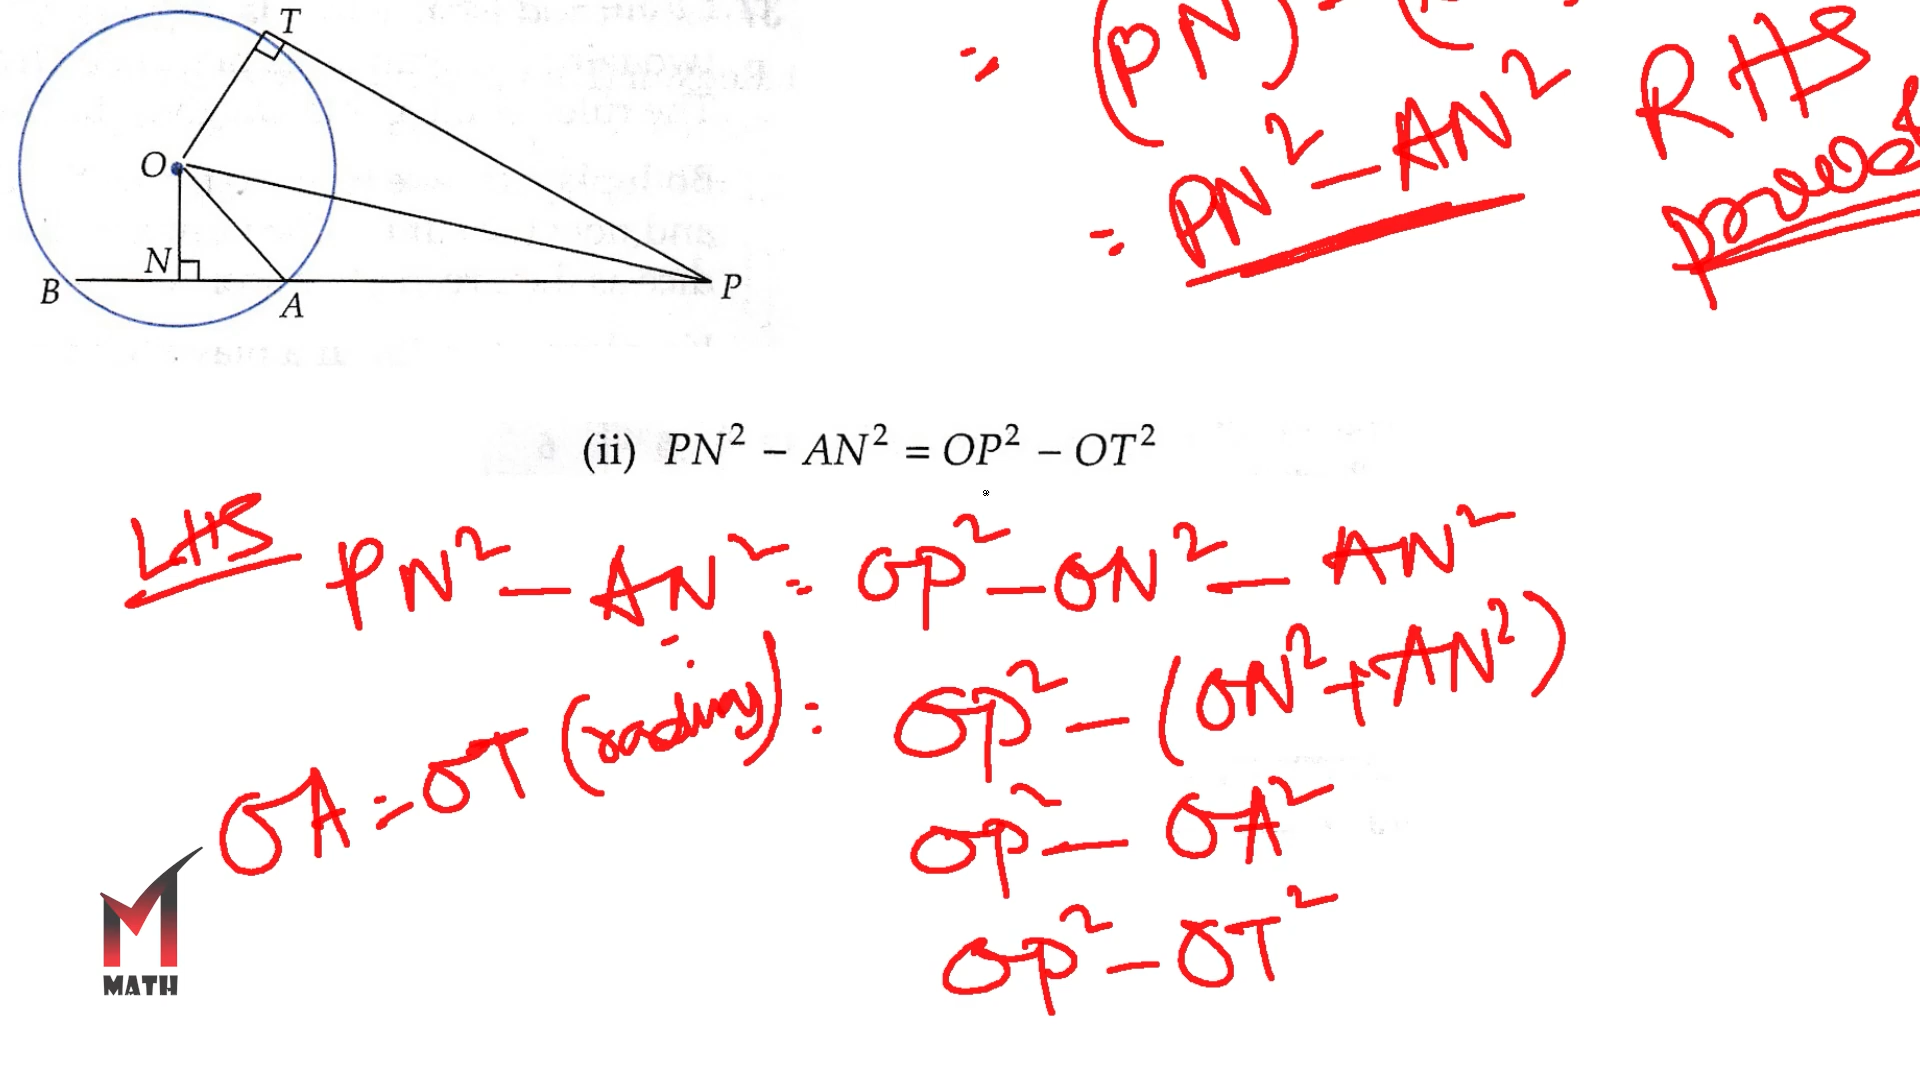 T
O
N
B
A
P
= (PN)² - (
= PN² - AN² RHS
proved
(ii) PN² – AN² = OP² – OT²
LHS PN² - AN² = OP² - ON² - AN²
OA = OT (radius) = OP² - (ON² + AN²)
OP² - OA²
OP² - OT²
MATH